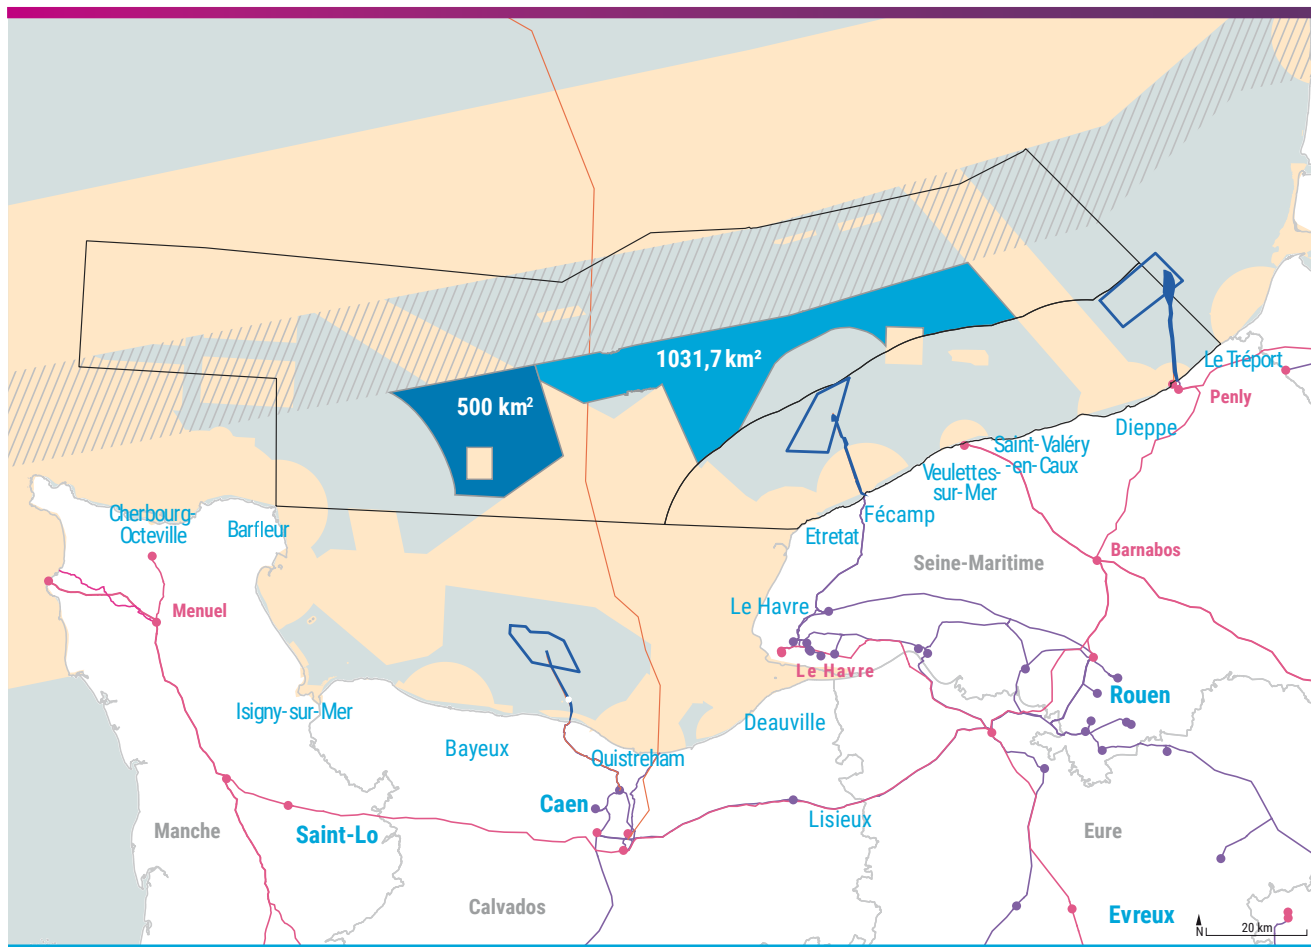 1031,7 km²
500 km²
Le Tréport
Penly
Dieppe
Saint-Valéry
-en-Caux
Veulettes-
sur-Mer
Fécamp
Etretat
Cherbourg-
Octeville
Barfleur
Seine-Maritime
Barnabos
Menuel
Le Havre
Le Havre
Rouen
Isigny-sur-Mer
Deauville
Bayeux
Ouistreham
Caen
Lisieux
Manche
Saint-Lo
Eure
Calvados
Evreux
N
20 km